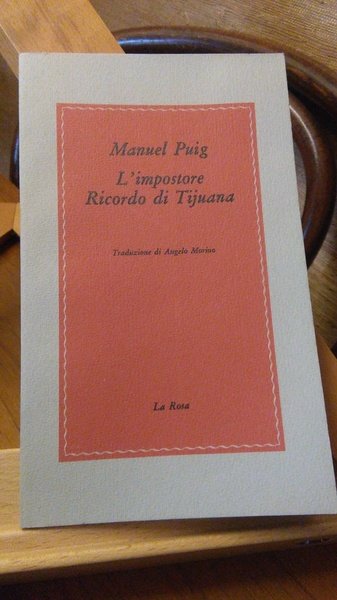 Manuel Puig
L'impostore
Ricordo di Tijuana
Traduzione di Angelo Morino
La Rosa